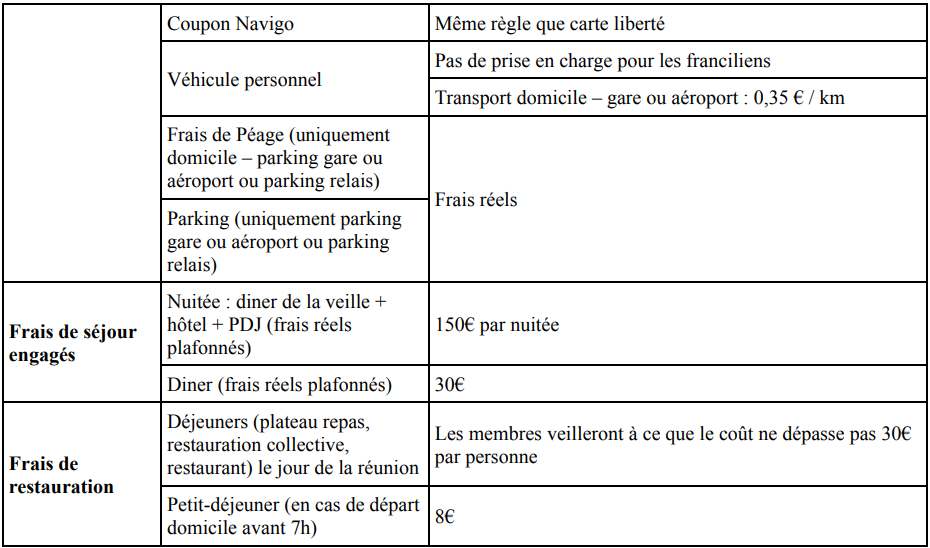 Coupon Navigo
Même règle que carte liberté
Véhicule personnel
Pas de prise en charge pour les franciliens
Transport domicile – gare ou aéroport : 0,35 € / km
Frais de Péage (uniquement
domicile – parking gare ou
aéroport ou parking relais)
Frais réels
Parking (uniquement parking
gare ou aéroport ou parking
relais)
Frais de séjour
engagés
Nuitée : diner de la veille +
hôtel + PDJ (frais réels
plafonnés)
150€ par nuitée
Diner (frais réels plafonnés)
30€
Frais de
restauration
Déjeuners (plateau repas,
restauration collective,
restaurant) le jour de la réunion
Les membres veilleront à ce que le coût ne dépasse pas 30€
par personne
Petit-déjeuner (en cas de départ
domicile avant 7h)
8€